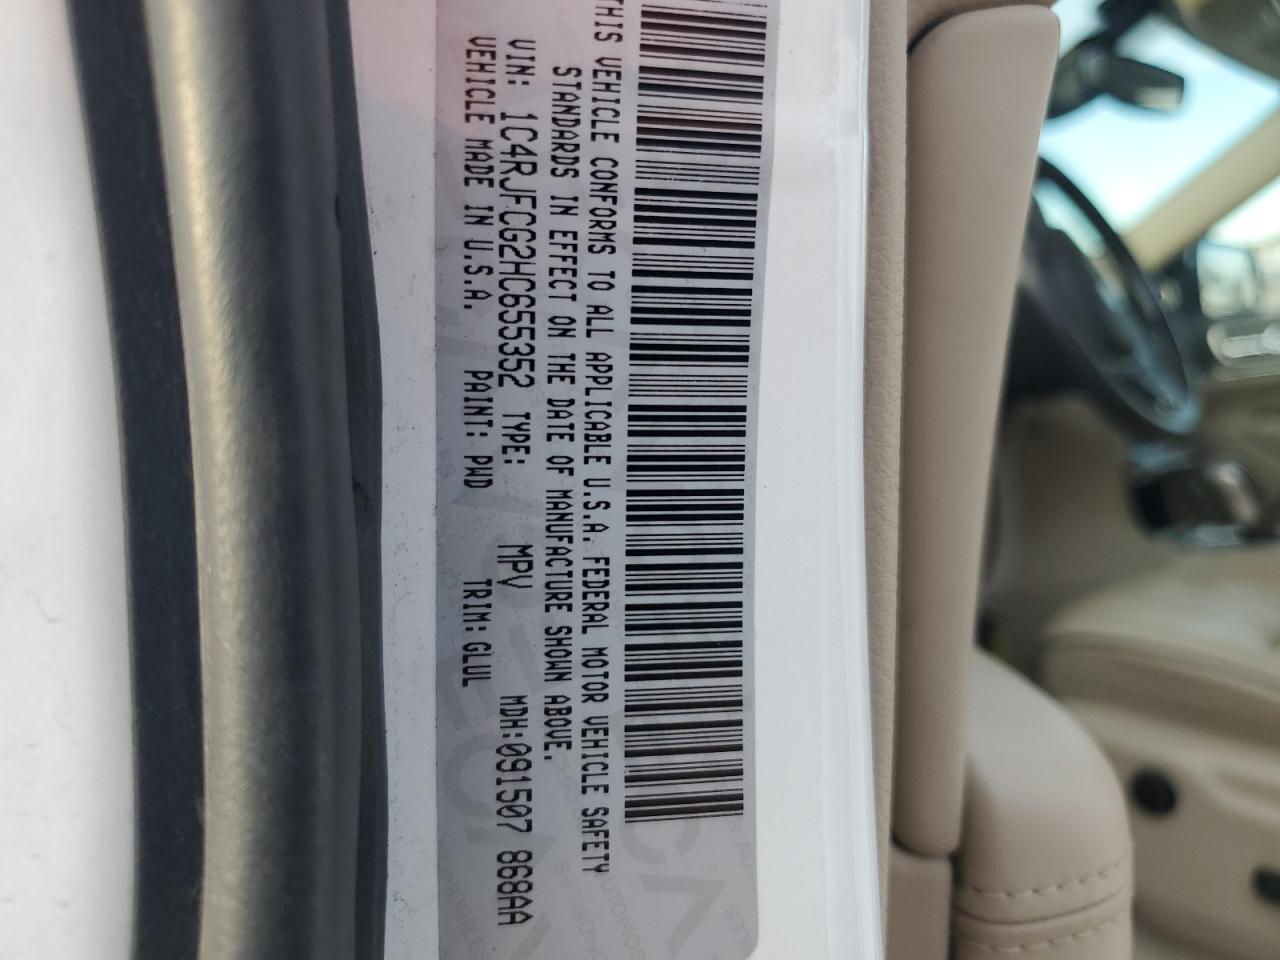 THIS VEHICLE CONFORMS TO ALL APPLICABLE U.S.A. FEDERAL MOTOR VEHICLE SAFETY
STANDARDS IN EFFECT ON THE DATE OF MANUFACTURE SHOWN ABOVE.
VIN: 1C4RJFCG2HC655352 TYPE: MPV MDH:091507 868AA
VEHICLE MADE IN U.S.A. PAINT: PWD TRIM: GLUL